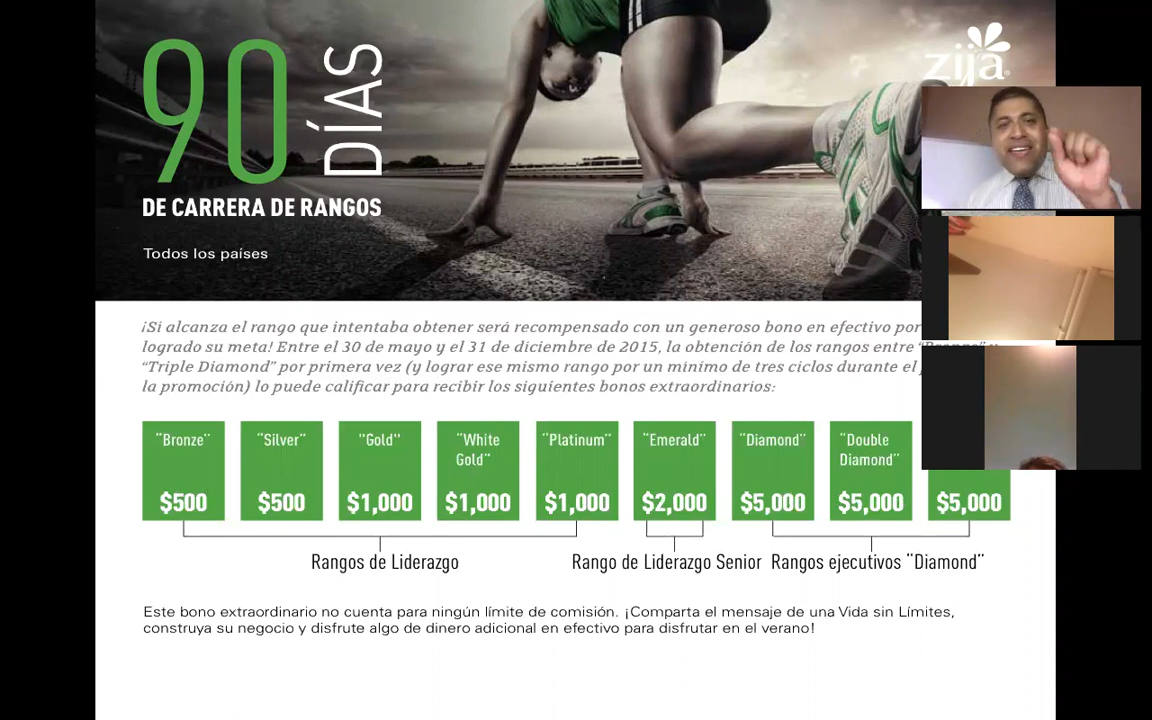 90 DÍAS
DE CARRERA DE RANGOS
Todos los países
zija
¡Si alcanza el rango que intentaba obtener será recompensado con un generoso bono en efectivo por
logrado su meta! Entre el 30 de mayo y el 31 de diciembre de 2015, la obtención de los rangos entre “Bronze” y
“Triple Diamond” por primera vez (y lograr ese mismo rango por un mínimo de tres ciclos durante el
la promoción) lo puede calificar para recibir los siguientes bonos extraordinarios:
“Bronze” “Silver” “Gold” “White Gold” “Platinum” “Emerald” “Diamond” “Double Diamond”
$500 $500 $1,000 $1,000 $1,000 $2,000 $5,000 $5,000 $5,000
Rangos de Liderazgo Rango de Liderazgo Senior Rangos ejecutivos “Diamond”
Este bono extraordinario no cuenta para ningún límite de comisión. ¡Comparta el mensaje de una Vida sin Límites,
construya su negocio y disfrute algo de dinero adicional en efectivo para disfrutar en el verano!